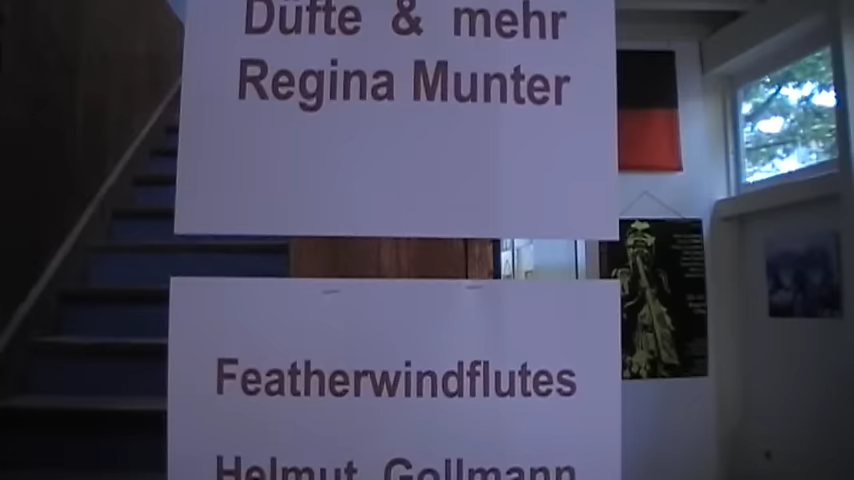 Düfte & mehr
Regina Munter
Featherwindflutes
Helmut Gollmann